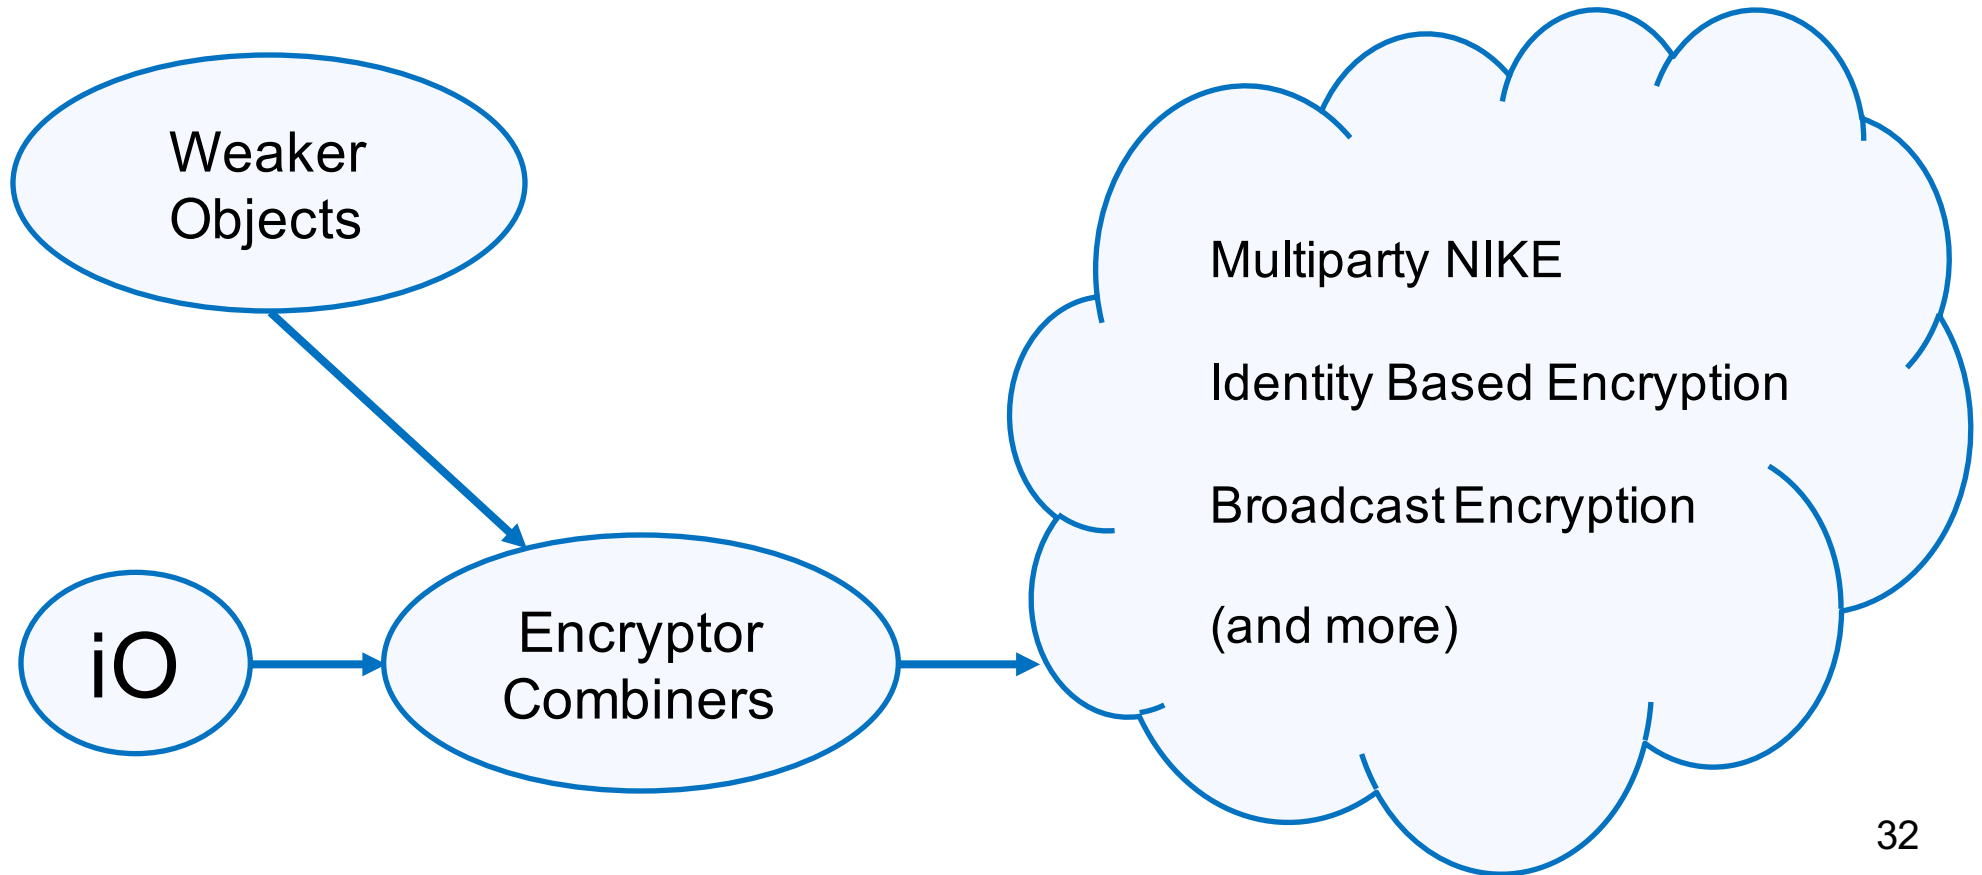 Weaker
Objects
iO
Encryptor
Combiners
Multiparty NIKE
Identity Based Encryption
Broadcast Encryption
(and more)
32